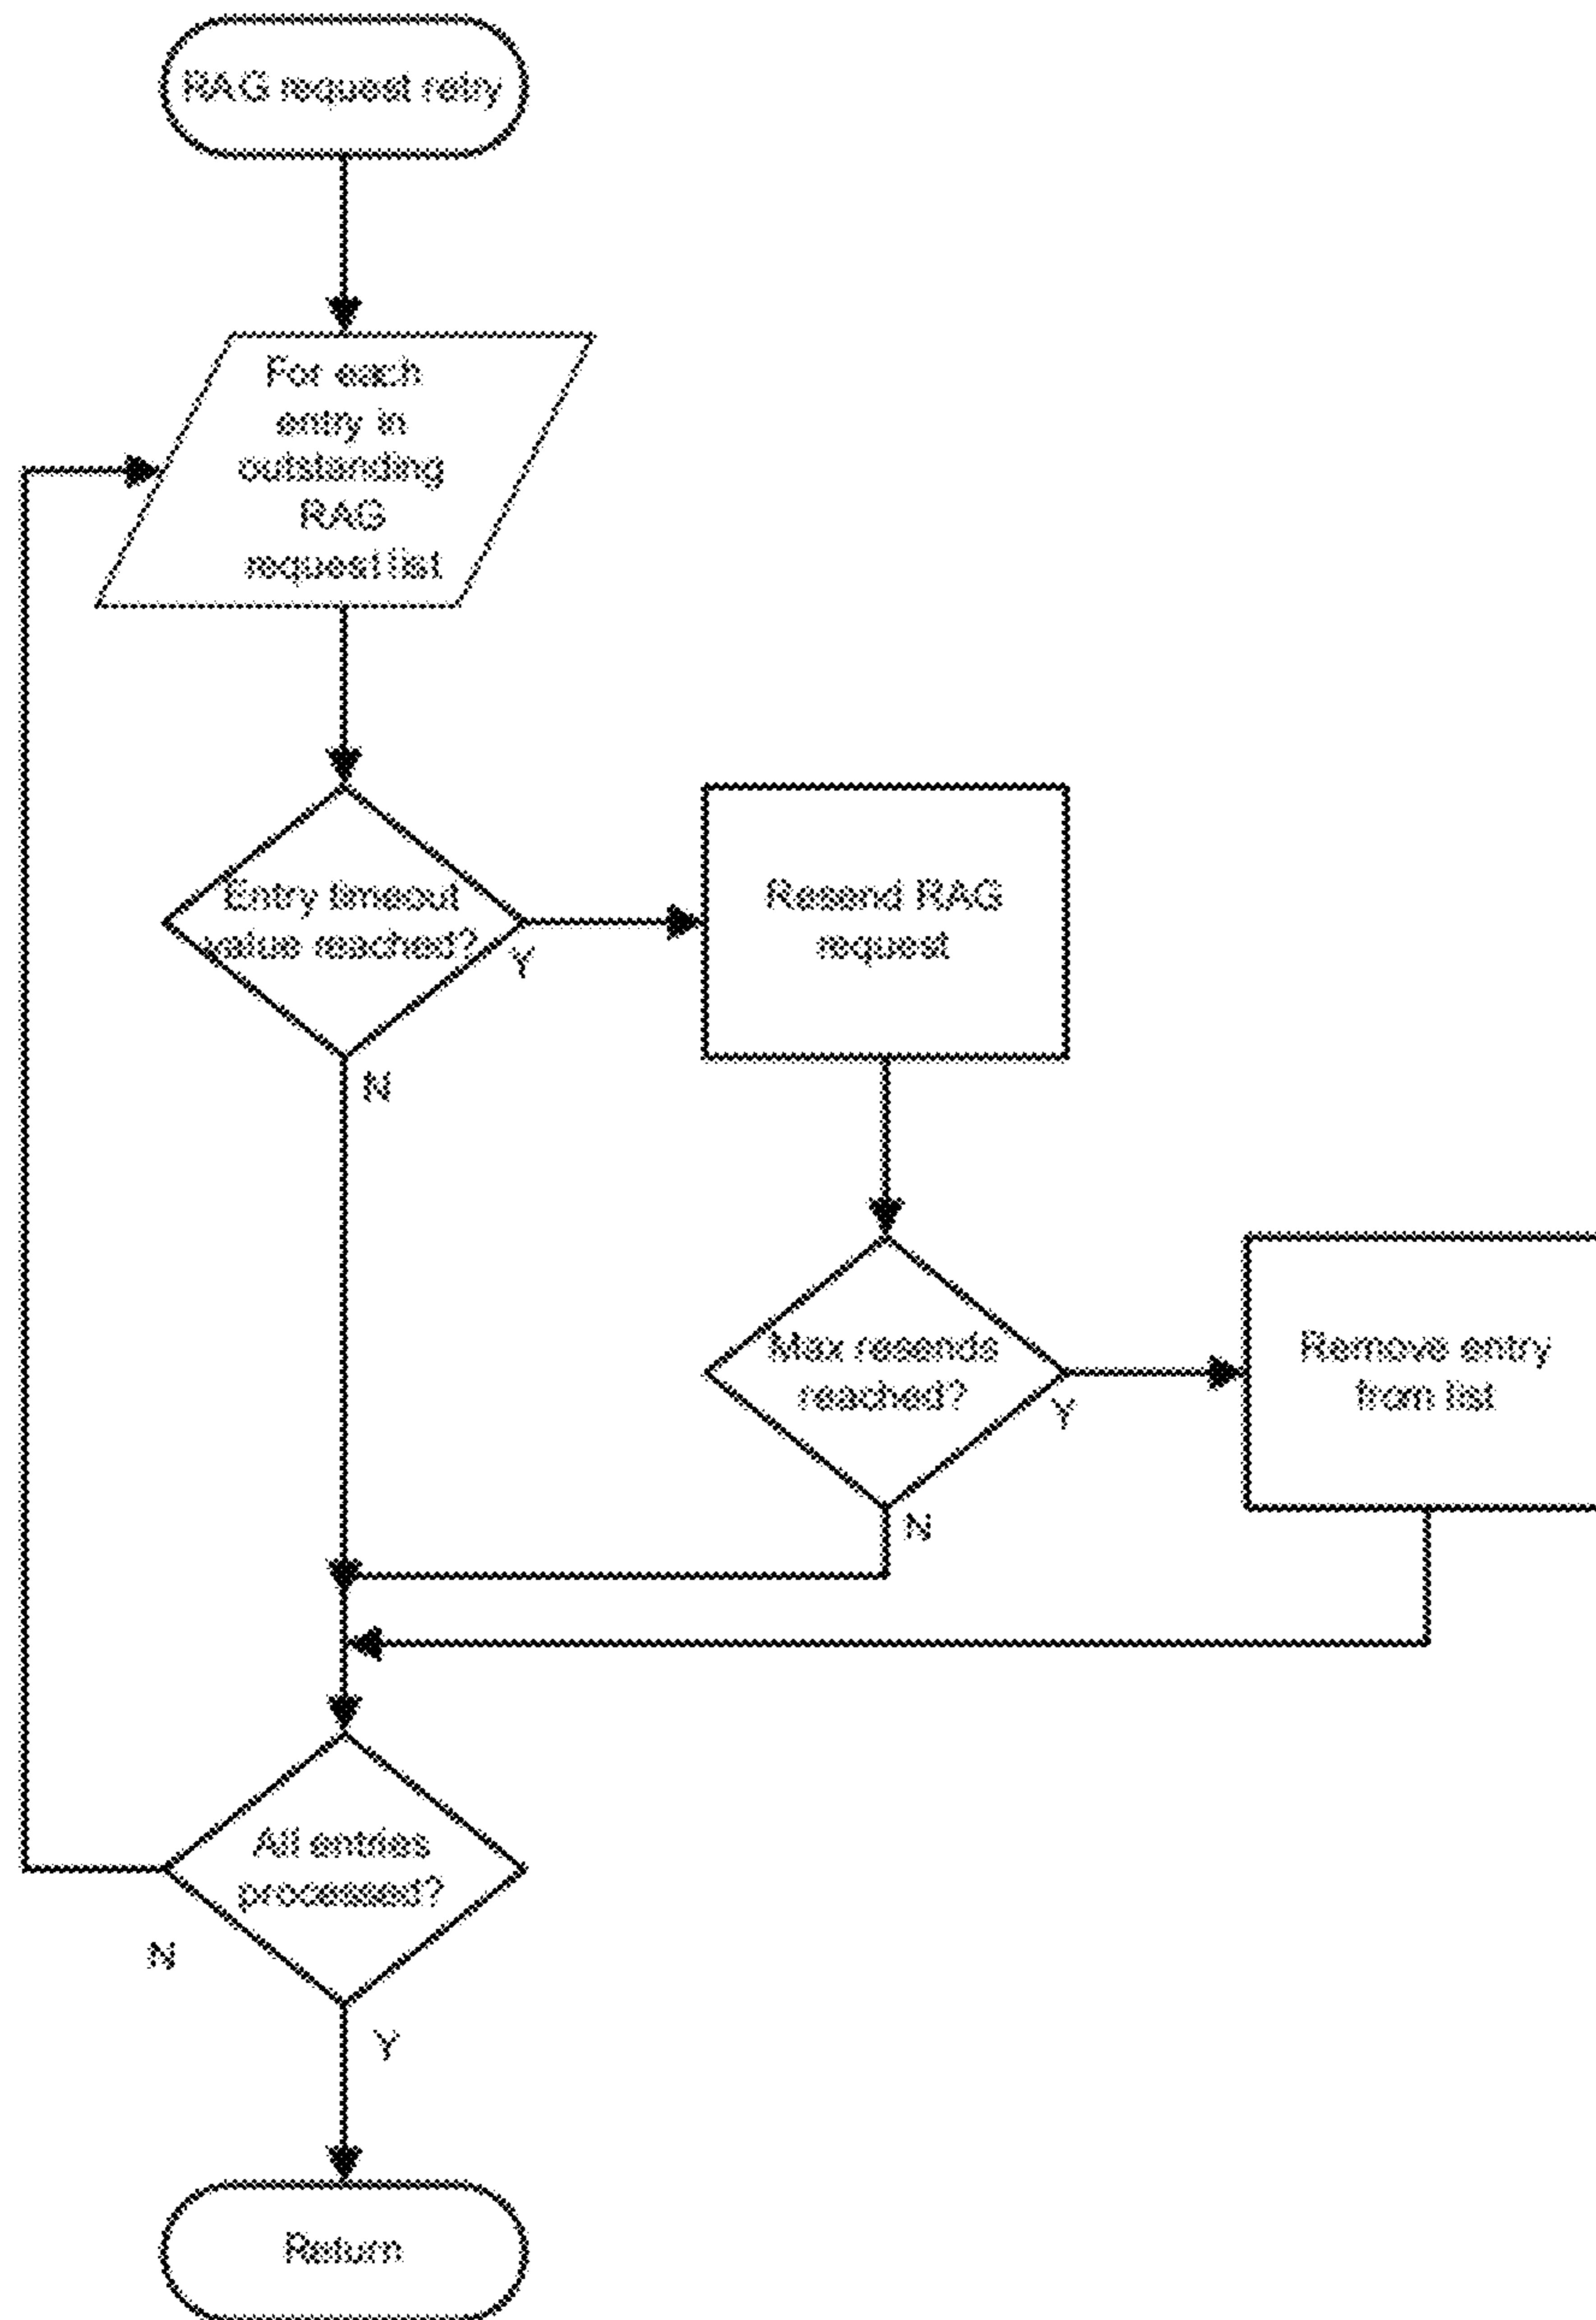 RAG request retry
For each
entry in
outstanding
RAG
request list
Entry timeout
value reached?
Y
N
Resend RAG
request
Max resends
reached?
Y
N
Remove entry
from list
All entries
processed?
N
Y
Return